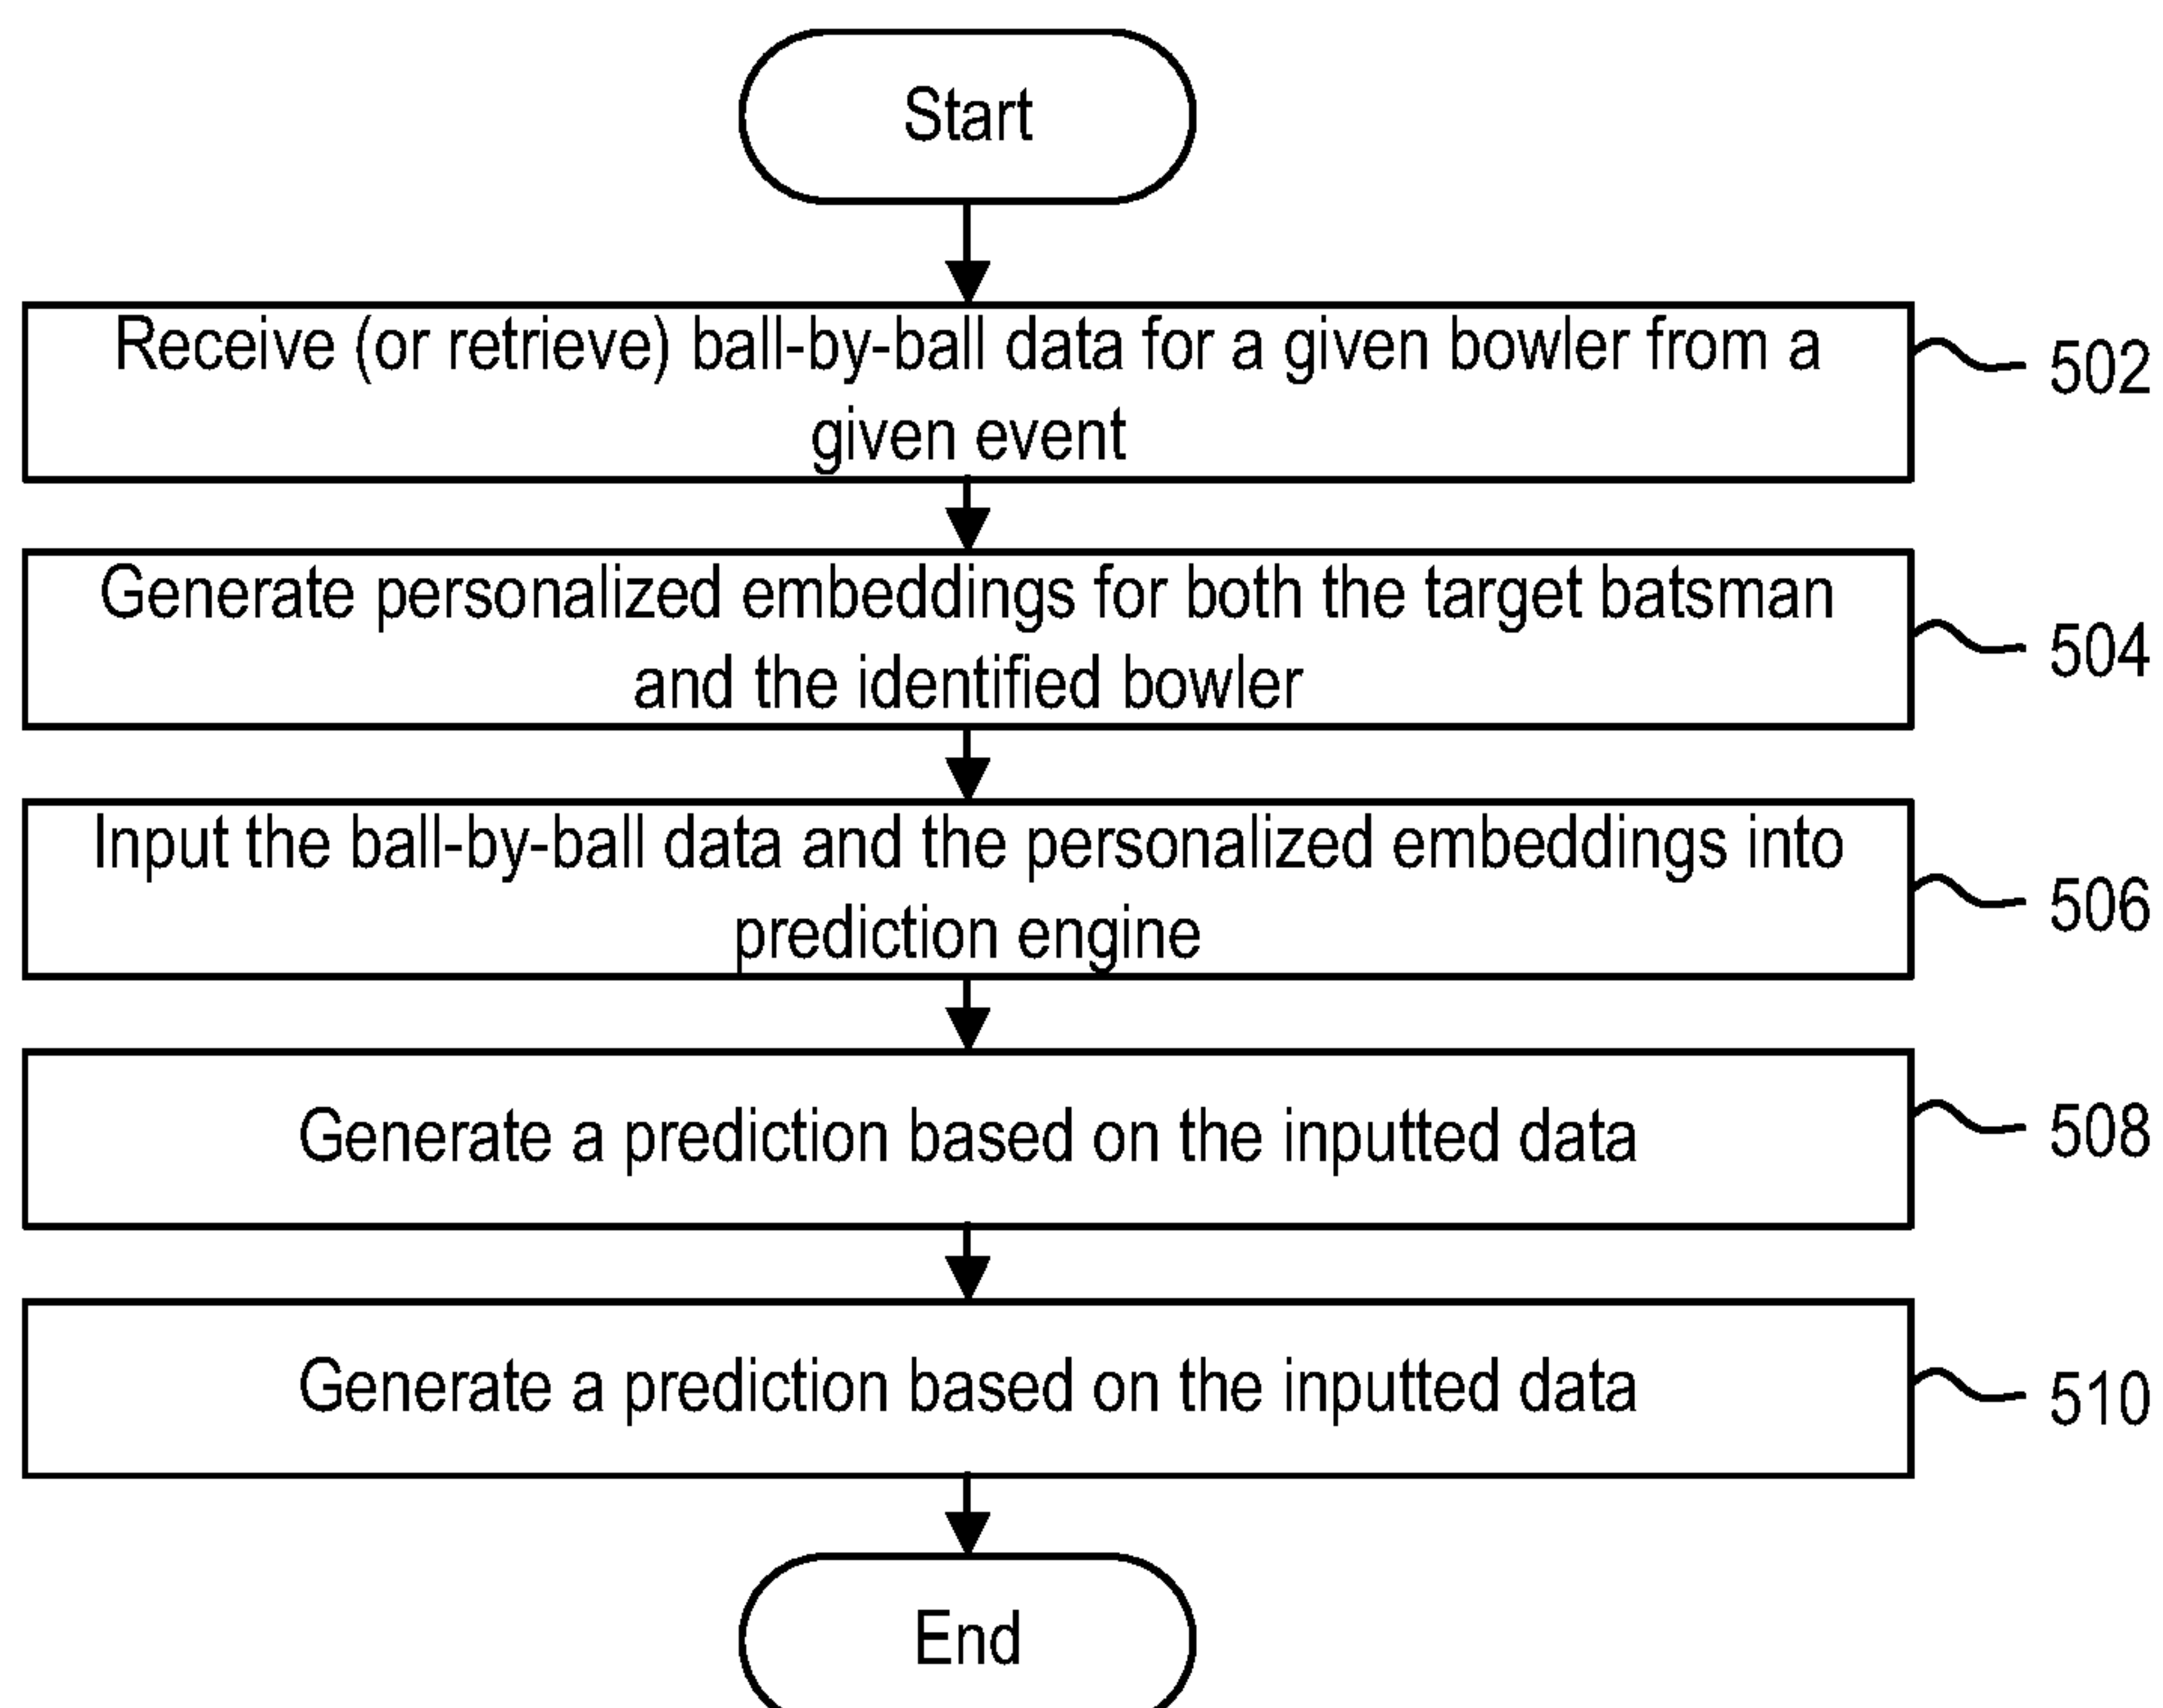 Start
Receive (or retrieve) ball-by-ball data for a given bowler from a
given event
502
Generate personalized embeddings for both the target batsman
and the identified bowler
504
Input the ball-by-ball data and the personalized embeddings into
prediction engine
506
Generate a prediction based on the inputted data
508
Generate a prediction based on the inputted data
510
End